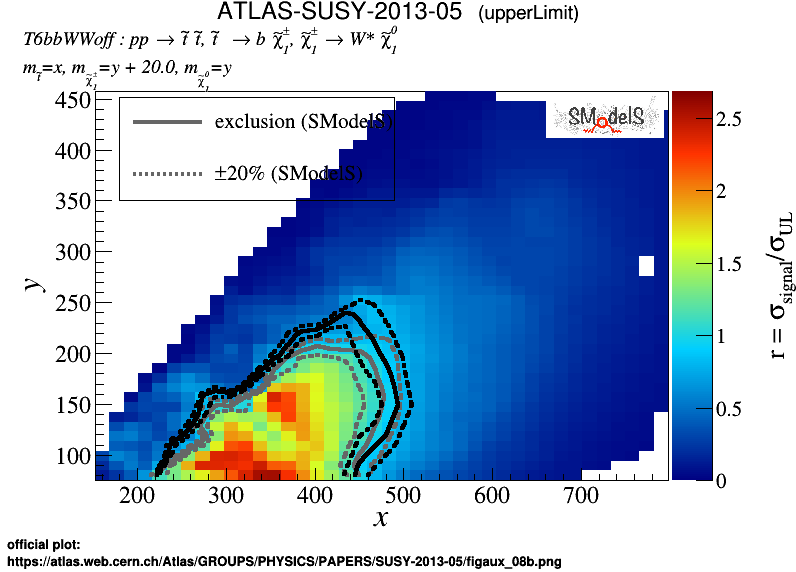 ATLAS-SUSY-2013-05 (upperLimit)
T6bbWWoff : pp → t̃ t̃, t̃ → b χ̃₁±, χ̃₁± → W* χ̃₁⁰
m_t̃=x, m_χ̃₁±=y + 20.0, m_χ̃₁⁰=y
exclusion (SModelS)
±20% (SModelS)
SModelS
450
400
350
300
250
200
150
100
y
200 300 400 500 600 700
x
2.5
2
1.5
1
0.5
0
r = σsignal/σUL
official plot:
https://atlas.web.cern.ch/Atlas/GROUPS/PHYSICS/PAPERS/SUSY-2013-05/figaux_08b.png